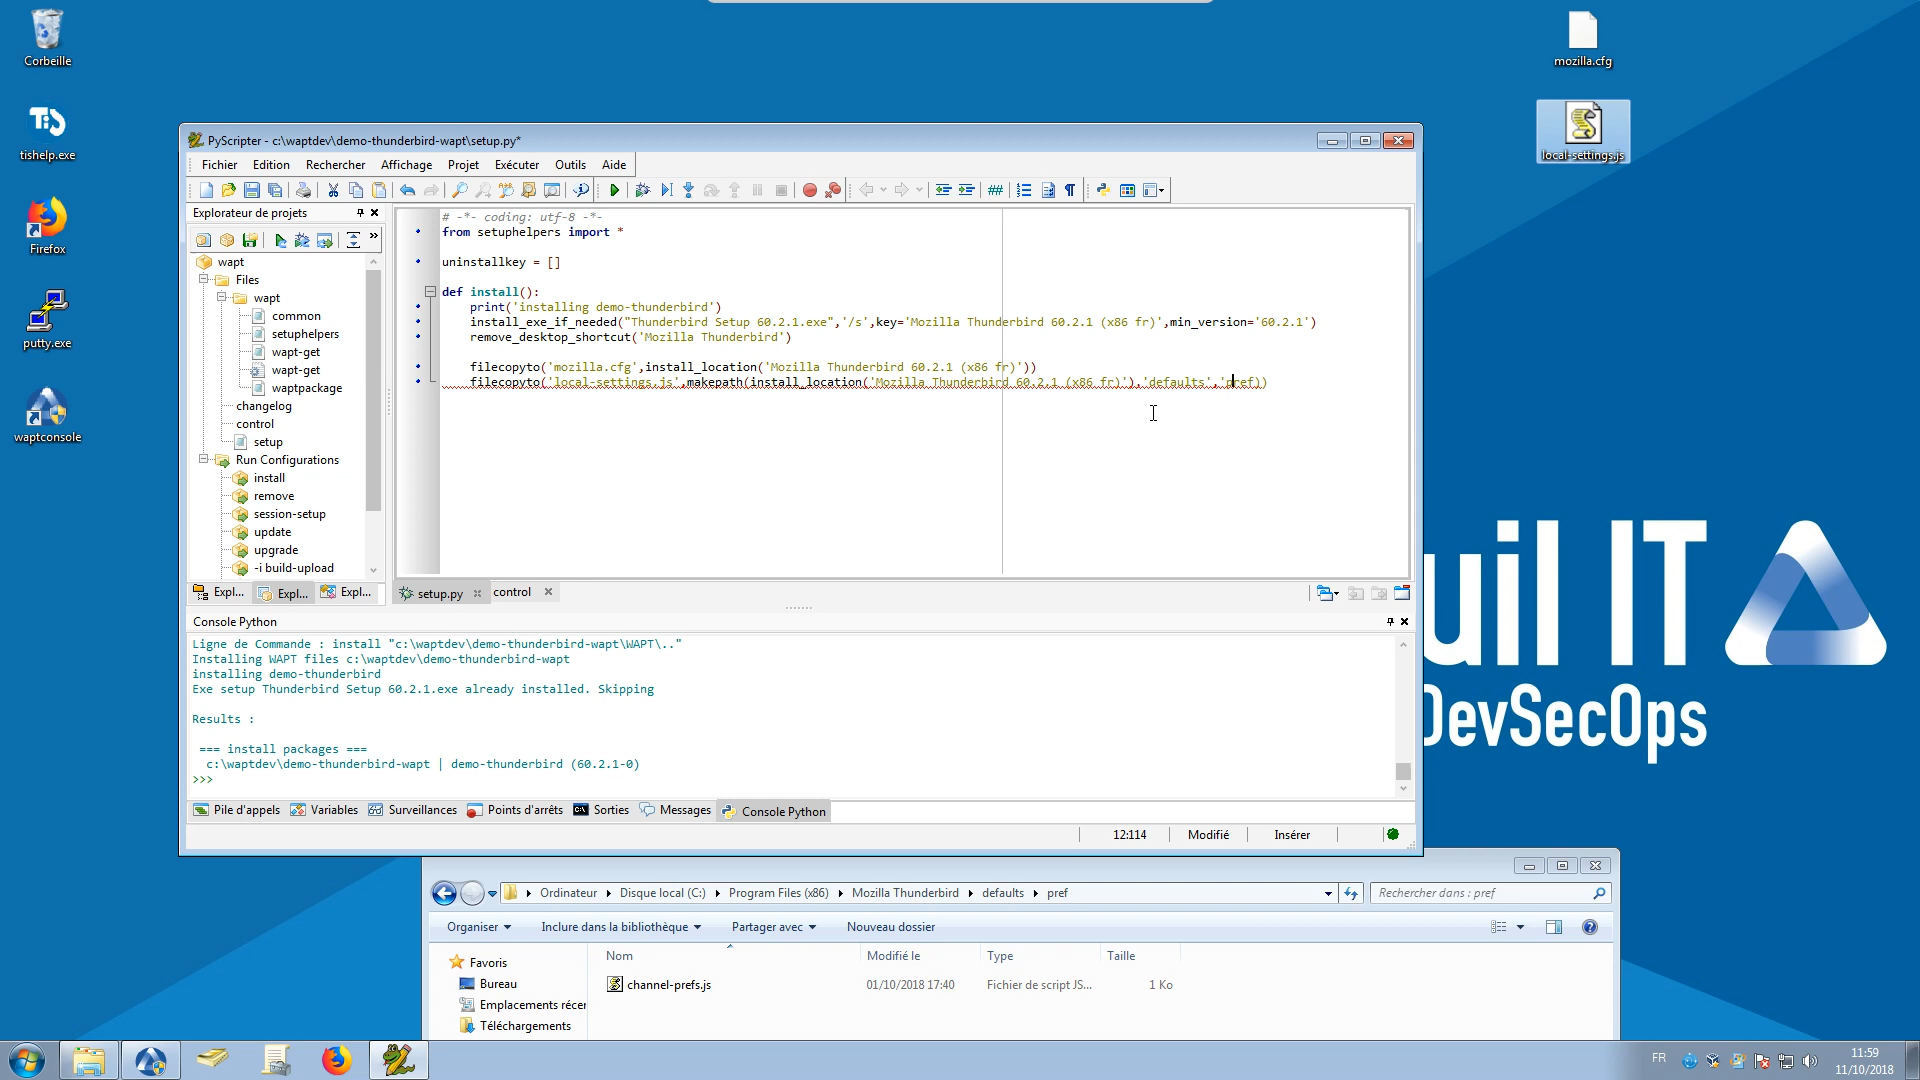 Corbeille
tishelp.exe
Firefox
putty.exe
waptconsole
mozilla.cfg
local-settings.js
PyScripter - c:\waptdev\demo-thunderbird-wapt\setup.py*
Fichier Edition Rechercher Affichage Projet Exécuter Outils Aide
Explorateur de projets
wapt
Files
wapt
common
setuphelpers
wapt-get
wapt-get
waptpackage
changelog
control
setup
Run Configurations
install
remove
session-setup
update
upgrade
-i build-upload
Expl... Expl... Expl...
# -*- coding: utf-8 -*-
from setuphelpers import *
uninstallkey = []
def install():
print('installing demo-thunderbird')
install_exe_if_needed("Thunderbird Setup 60.2.1.exe",'/s',key='Mozilla Thunderbird 60.2.1 (x86 fr)',min_version='60.2.1')
remove_desktop_shortcut('Mozilla Thunderbird')
filecopyto('mozilla.cfg',install_location('Mozilla Thunderbird 60.2.1 (x86 fr)'))
filecopyto('local-settings.js',makepath(install_location('Mozilla Thunderbird 60.2.1 (x86 fr)'),'defaults','pref))
setup.py control
Console Python
Ligne de Commande : install "c:\waptdev\demo-thunderbird-wapt\WAPT\.."
Installing WAPT files c:\waptdev\demo-thunderbird-wapt
installing demo-thunderbird
Exe setup Thunderbird Setup 60.2.1.exe already installed. Skipping
Results :
=== install packages ===
c:\waptdev\demo-thunderbird-wapt | demo-thunderbird (60.2.1-0)
>>>
Pile d'appels Variables Surveillances Points d'arrêts Sorties Messages Console Python
12:114 Modifié Insérer
uil IT
DevSecOps
Ordinateur Disque local (C:) Program Files (x86) Mozilla Thunderbird defaults pref
Rechercher dans : pref
Organiser Inclure dans la bibliothèque Partager avec Nouveau dossier
Favoris
Bureau
Emplacements récer
Téléchargements
Nom Modifié le Type Taille
channel-prefs.js 01/10/2018 17:40 Fichier de script JS... 1 Ko
FR
11:59
11/10/2018